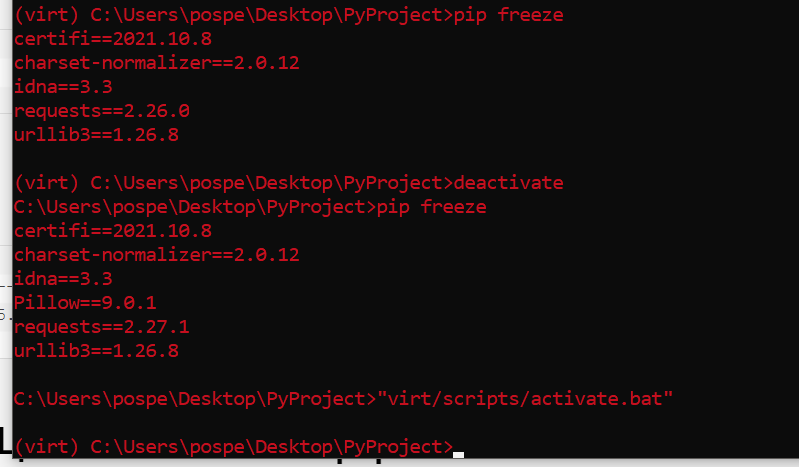 (virt) C:\Users\pospe\Desktop\PyProject>pip freeze
certifi==2021.10.8
charset-normalizer==2.0.12
idna==3.3
requests==2.26.0
urllib3==1.26.8
(virt) C:\Users\pospe\Desktop\PyProject>deactivate
C:\Users\pospe\Desktop\PyProject>pip freeze
certifi==2021.10.8
charset-normalizer==2.0.12
idna==3.3
Pillow==9.0.1
requests==2.27.1
urllib3==1.26.8
C:\Users\pospe\Desktop\PyProject>"virt/scripts/activate.bat"
(virt) C:\Users\pospe\Desktop\PyProject>